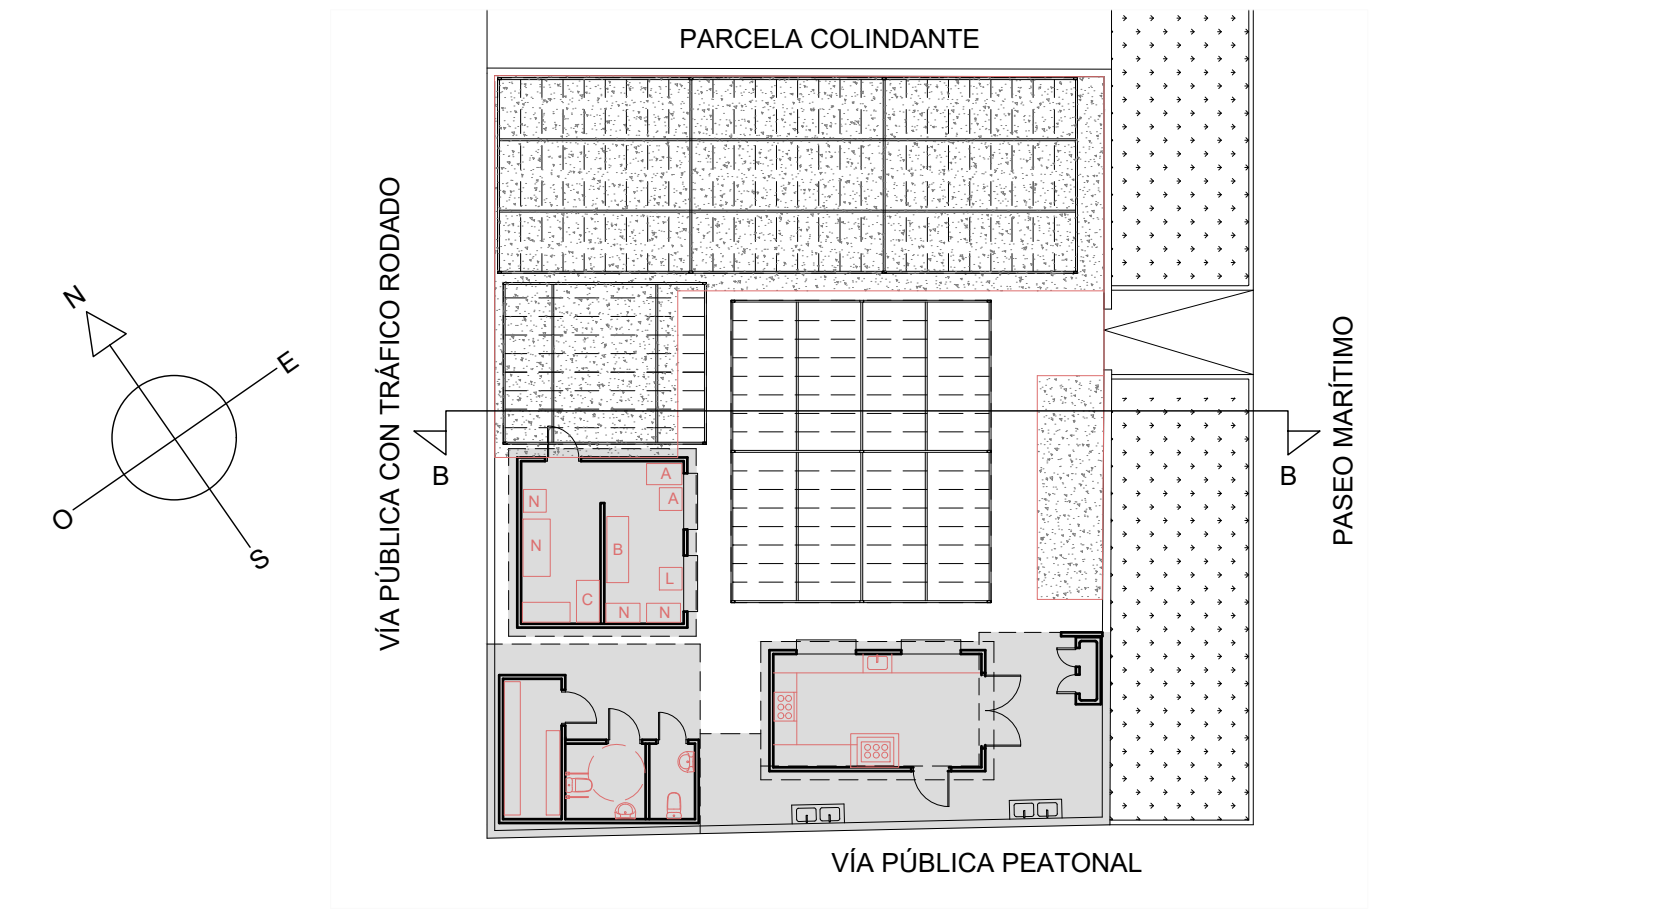 PARCELA COLINDANTE
VÍA PÚBLICA CON TRÁFICO RODADO
N
E
O
S
PASEO MARÍTIMO
B
B
A
A
N
N
B
L
C
N
N
VÍA PÚBLICA PEATONAL